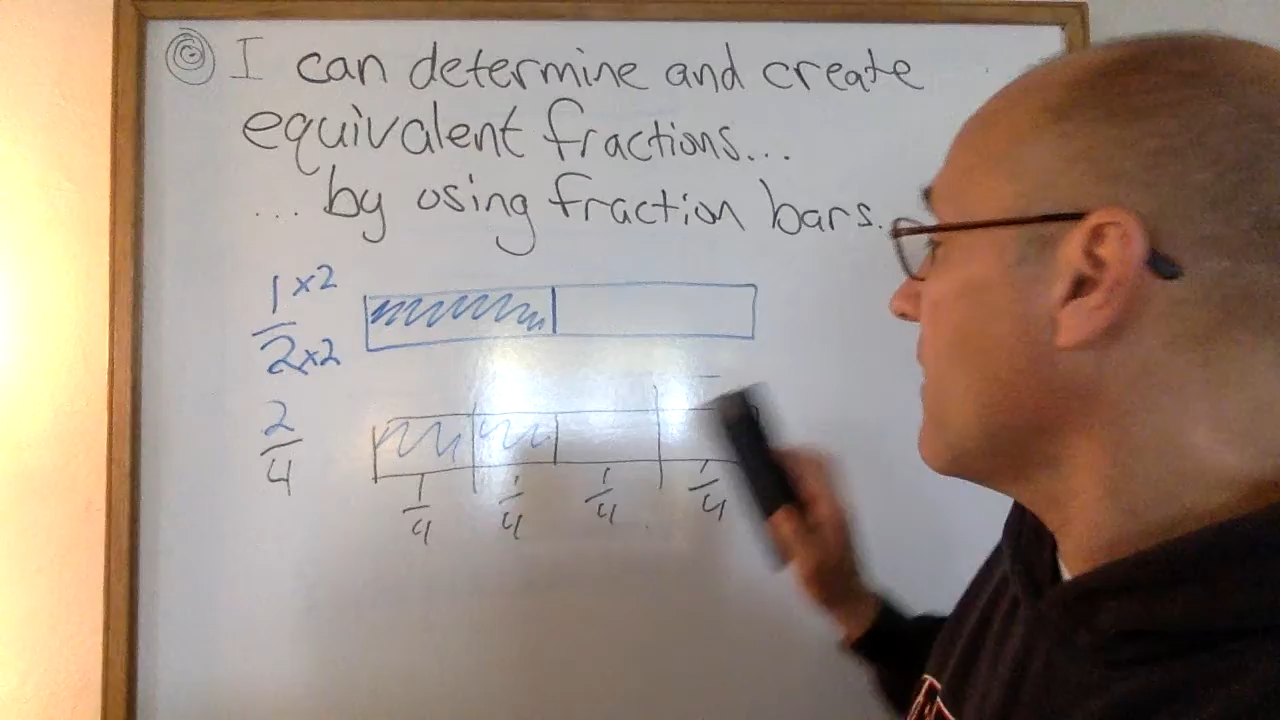 I can determine and create
equivalent fractions...
... by using fraction bars.
1 x2
2 x2
2
4
1/4 1/4 1/4 1/4